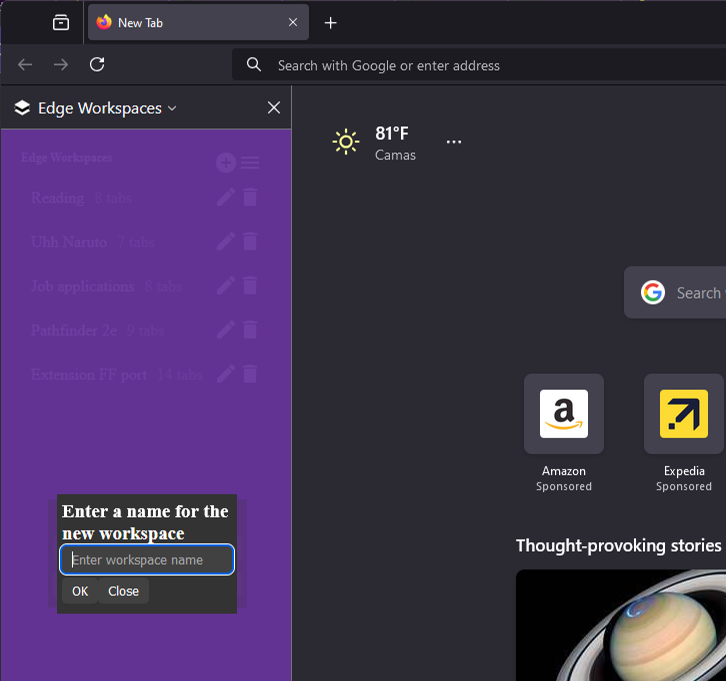 New Tab
Search with Google or enter address
Edge Workspaces
81°F
Camas
Edge Workspaces
Reading 8 tabs
Uhh Naruto 7 tabs
Job applications 8 tabs
Pathfinder 2e 9 tabs
Extension FF port 14 tabs
Search
a
Amazon
Sponsored
Expedia
Sponsored
Enter a name for the
new workspace
Enter workspace name
OK Close
Thought-provoking stories